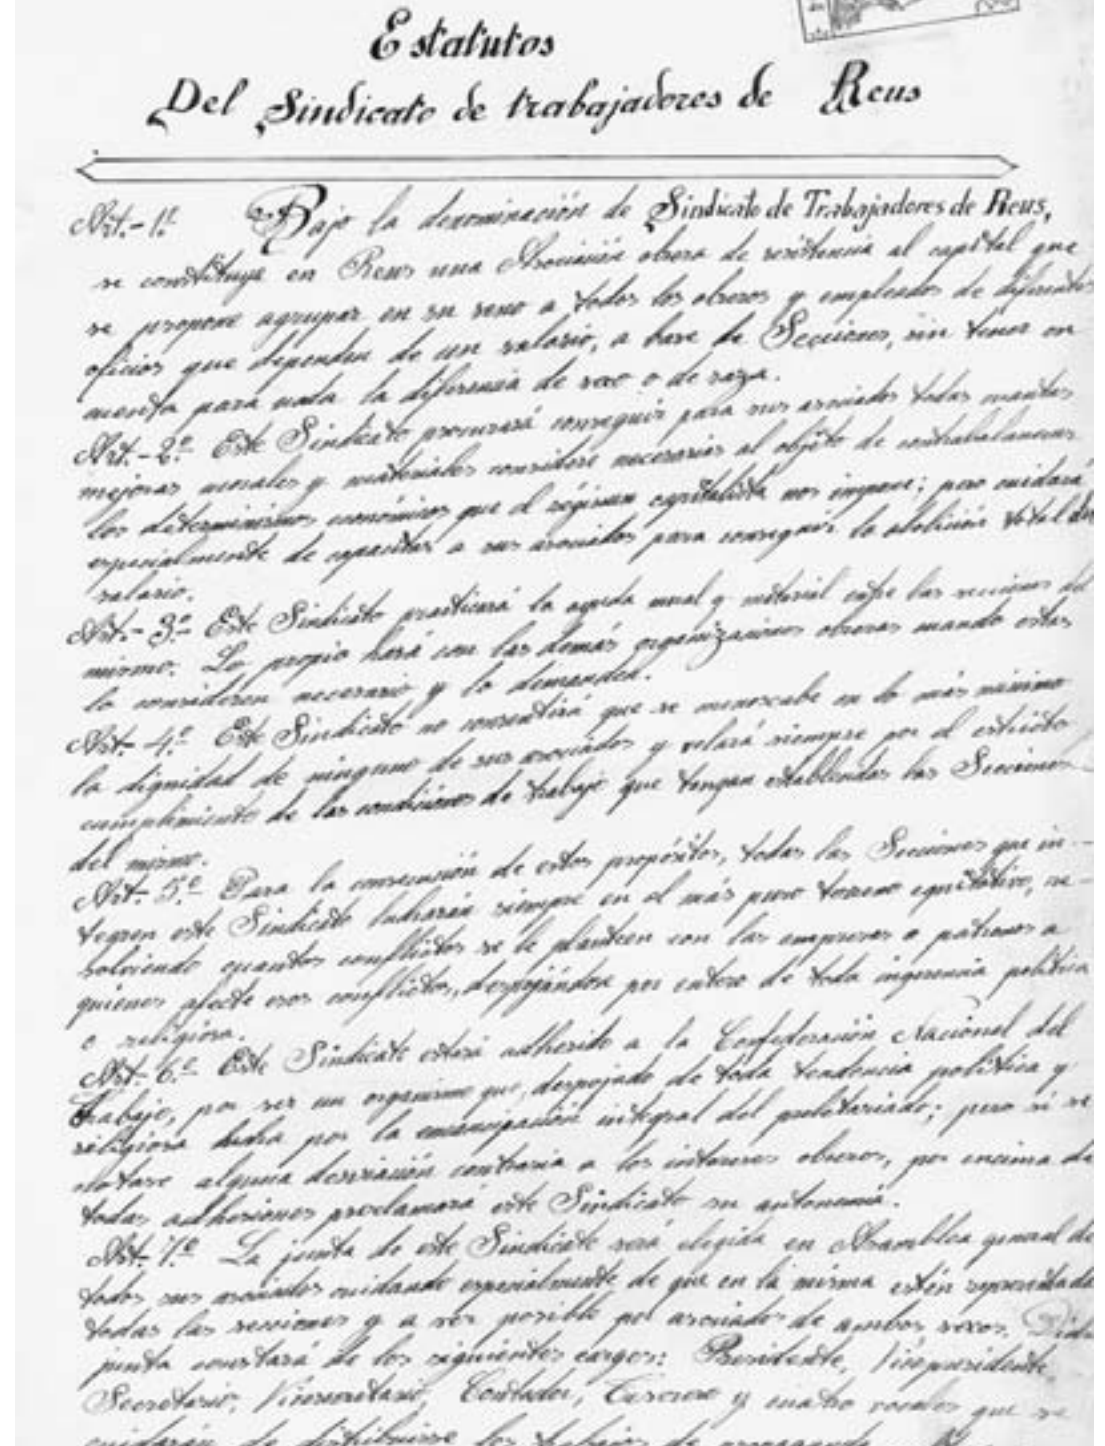 Estatutos
Del Sindicato de trabajadores de Reus
Art.- 1º Bajo la denominación de Sindicato de Trabajadores de Reus,
se constituye en Reus una Asociación obrera de resistencia al capital que
se propone agrupar en su seno a todos los obreros y empleados de diferentes
oficios que dependen de un salario, a base de Secciones, sin tener en
cuenta para nada la diferencia de sexo o de raza.
Art.- 2º Este Sindicato procurará conseguir para sus asociados todas cuantas
mejoras morales y materiales considere necesarias al objeto de contrabalancear
los determinismos económicos que el régimen capitalista nos impone; pero cuidará
especialmente de capacitar a sus asociados para conseguir la abolición total del
salario.
Art.- 3º Este Sindicato practicará la ayuda moral y material entre las secciones del
mismo. Lo propio hará con las demás organizaciones obreras cuando estas
lo consideren necesario y lo demanden.
Art.- 4º Este Sindicato no consentirá que se menoscabe en lo más mínimo
la dignidad de ninguno de sus asociados y velará siempre por el estricto
cumplimiento de las condiciones de trabajo que tengan establecidas las Secciones
del mismo.
Art.- 5º Para la consecución de estos propósitos, todas las Secciones que in-
tegren este Sindicato lucharán siempre en el más puro terreno equitativo, re-
solviendo cuantos conflictos se le planteen con las empresas o patronos a
quienes afecte esos conflictos, despojándose por entero de toda ingerencia política
o religiosa.
Art.- 6º Este Sindicato estará adherido a la Confederación Nacional del
Trabajo, por ser un organismo que, despojado de toda tendencia política y
religiosa lucha por la emancipación integral del proletariado; pero si se
notase alguna desviación contraria a los intereses obreros, por encima de
todas adhesiones proclamará este Sindicato su autonomía.
Art.- 7º La junta de este Sindicato será elegida en Asamblea general de
todos sus asociados cuidando especialmente de que en la misma estén representada
todas las secciones y a ser posible por asociados de ambos sexos. Dicha
junta constará de los siguientes cargos: Presidente, Vicepresidente,
Secretario, Vicesecretario, Contador, Tesorero y cuatro vocales que se
cuidarán de distribuirse los trabajos de propaganda